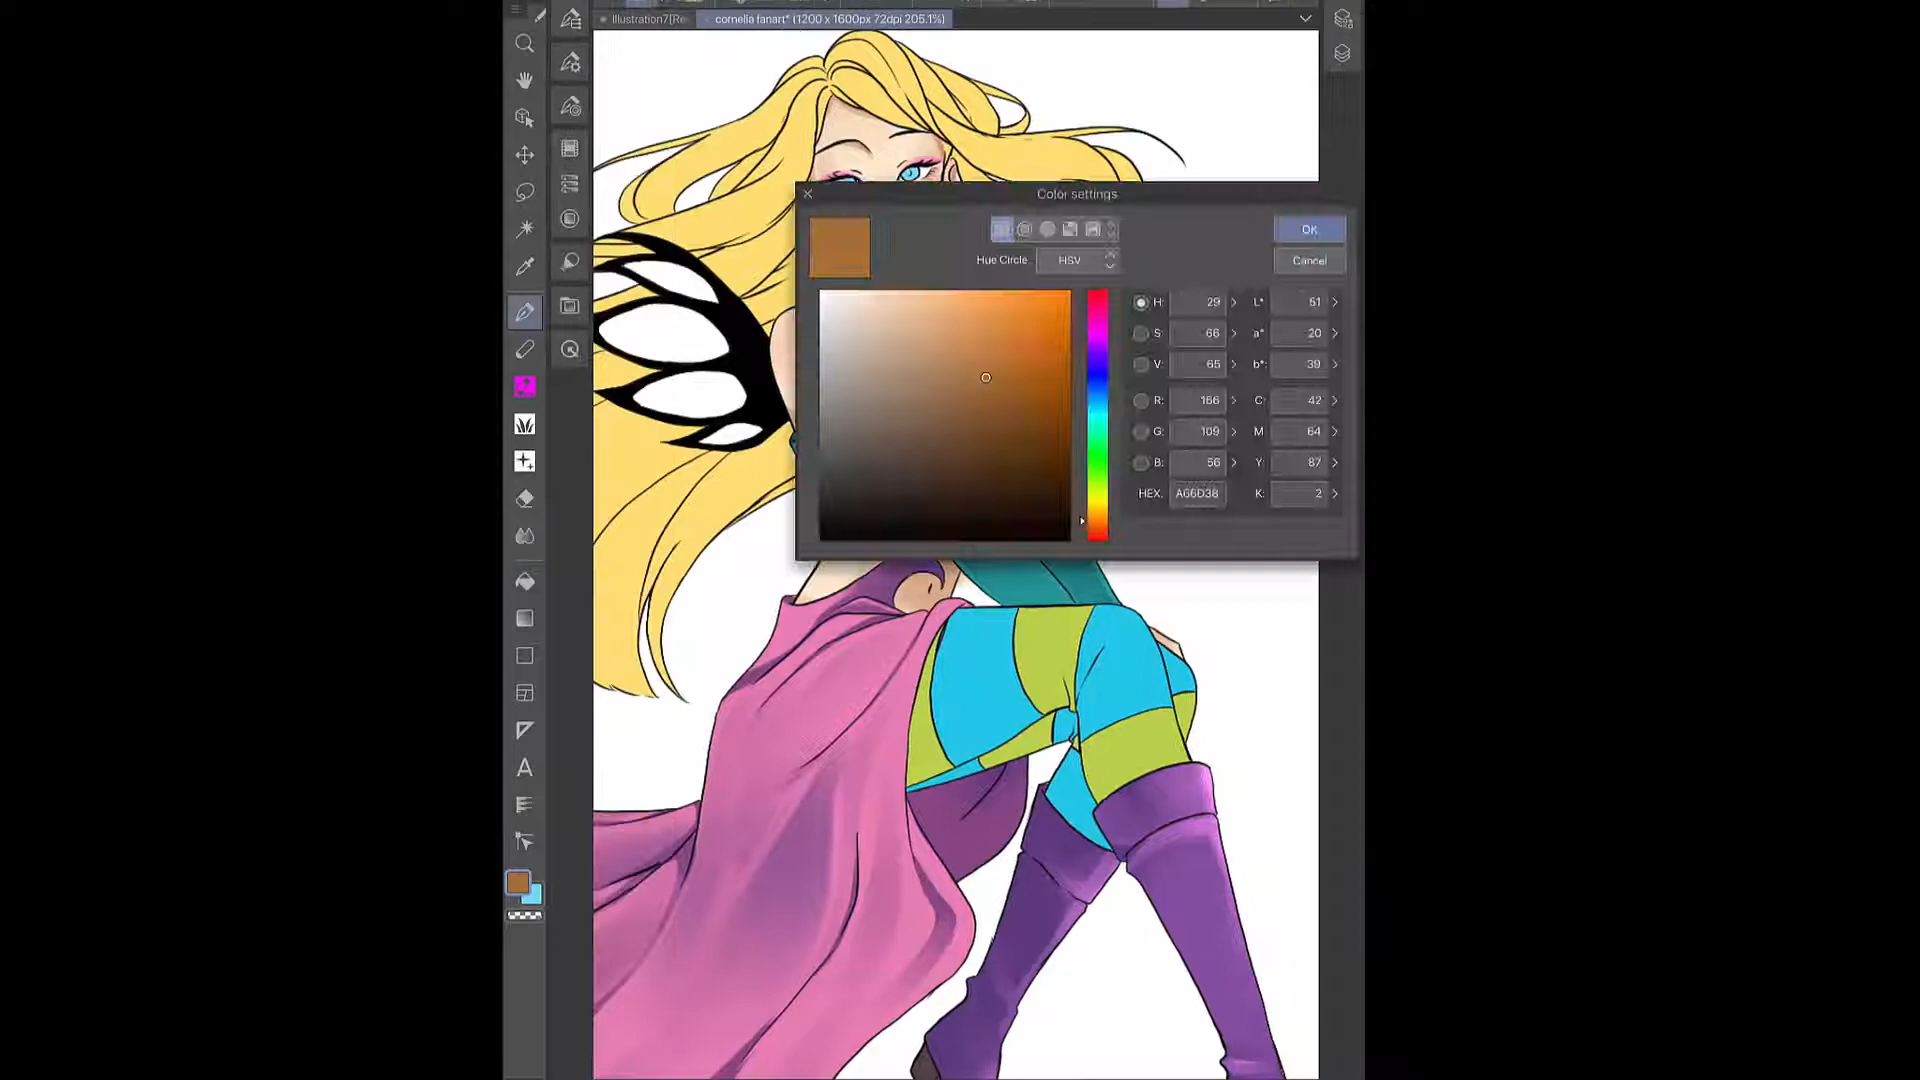 Illustration7[Re
cornelia fanart* (1200 x 1600px 72dpi 205.1%)
Color settings
OK
Hue Circle.
HSV
Cancel
H: 29
L* 51
S: 66
a* 20
V: 65
b*: 39
R: 166
C: 42
G: 109
M 64
B: 56
Y: 87
HEX. A66D38
K: 2
A